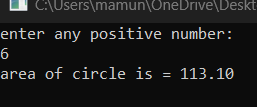 C:\Users\mamun\OneDrive\Deskt
enter any positive number:
6
area of circle is = 113.10